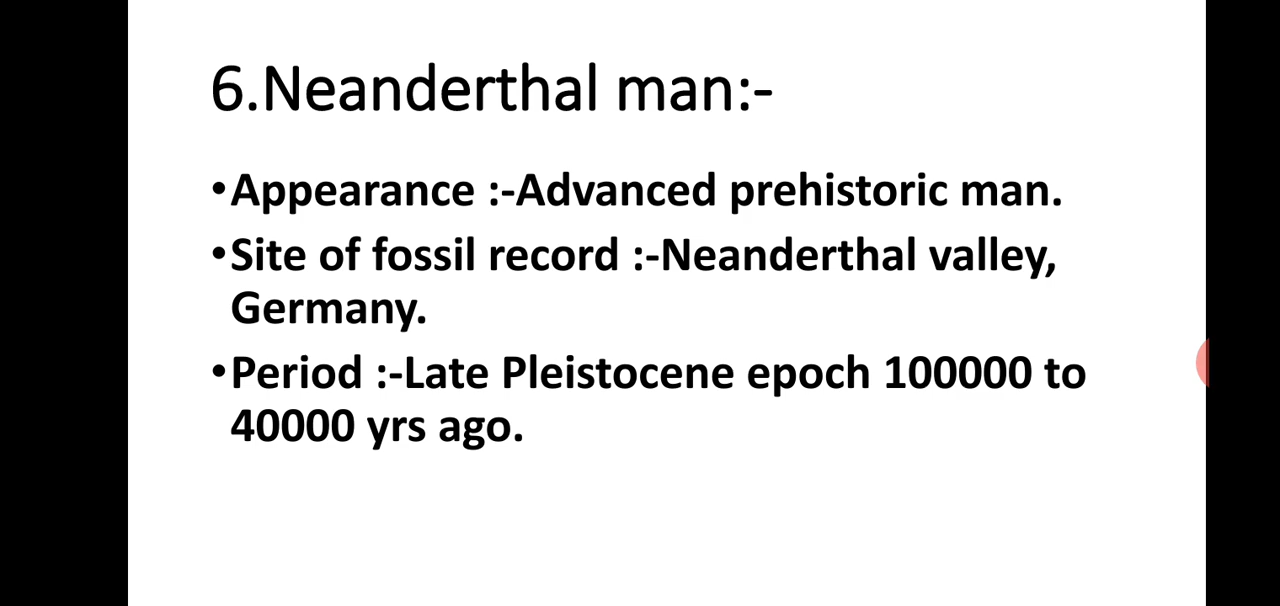 6.Neanderthal man:-
•Appearance :-Advanced prehistoric man.
•Site of fossil record :-Neanderthal valley,
Germany.
•Period :-Late Pleistocene epoch 100000 to
40000 yrs ago.